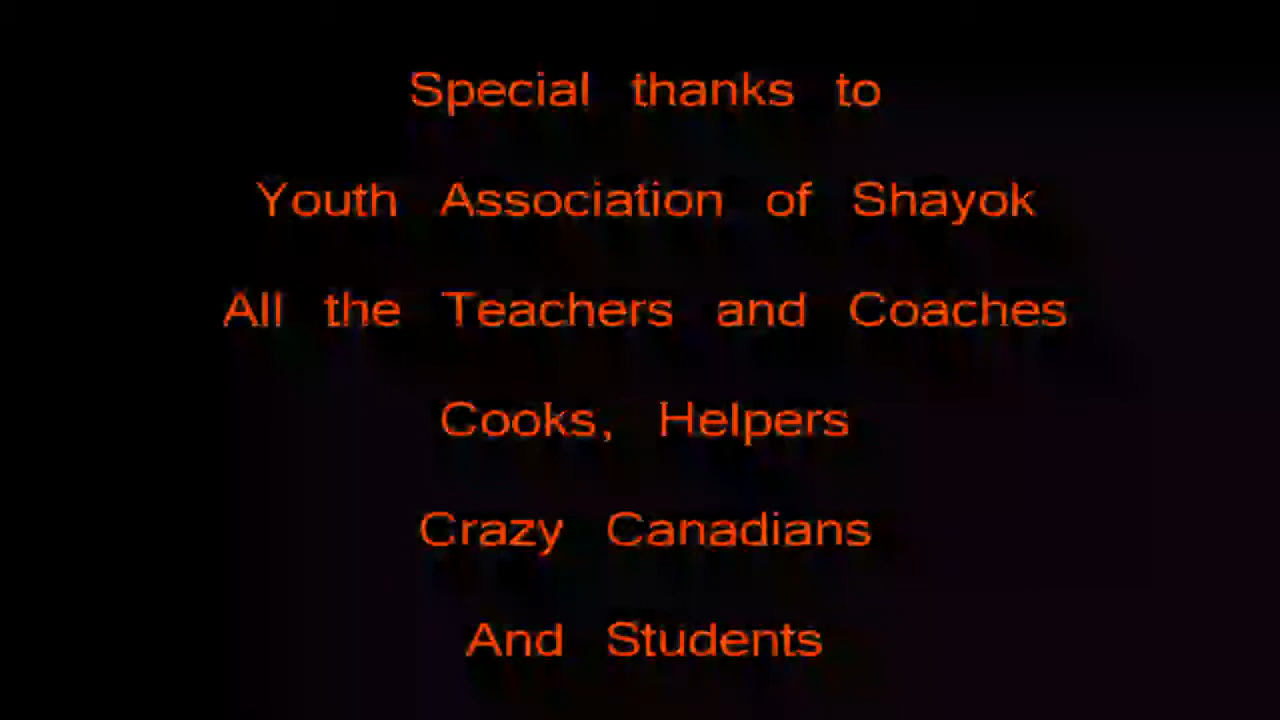 Special thanks to
Youth Association of Shayok
All the Teachers and Coaches
Cooks, Helpers
Crazy Canadians
And Students